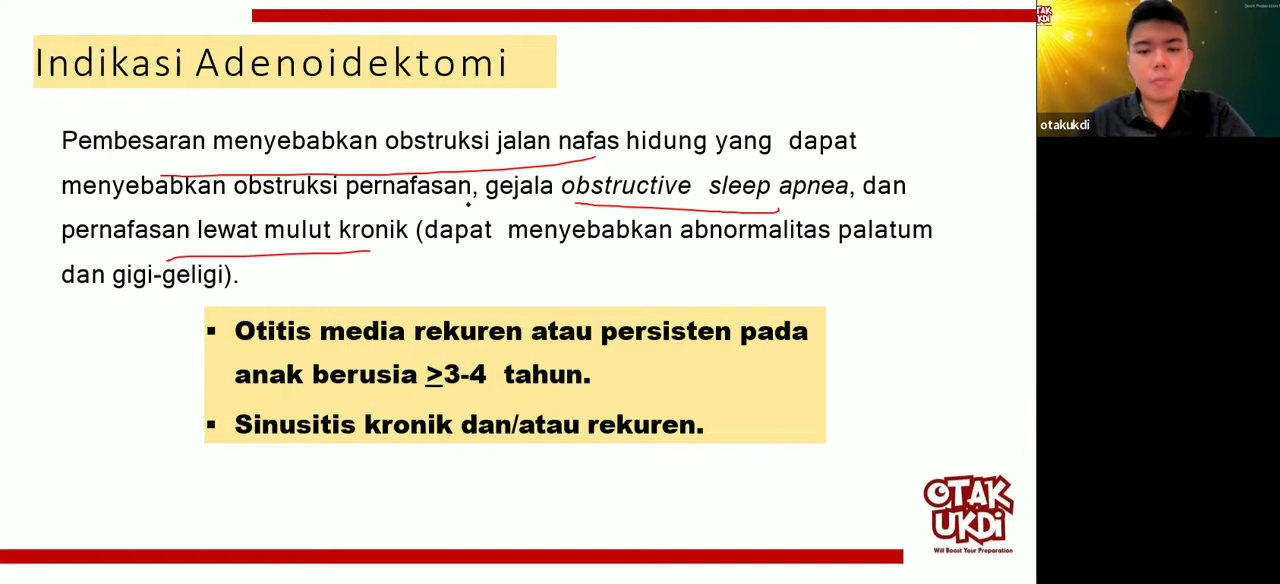 Indikasi Adenoidektomi
Pembesaran menyebabkan obstruksi jalan nafas hidung yang dapat
menyebabkan obstruksi pernafasan, gejala obstructive sleep apnea, dan
pernafasan lewat mulut kronik (dapat menyebabkan abnormalitas palatum
dan gigi-geligi).
▪ Otitis media rekuren atau persisten pada
anak berusia ≥3-4 tahun.
▪ Sinusitis kronik dan/atau rekuren.
OTAK
UKDi
Will Boost Your Preparation
TAK
KDI
otakukdi